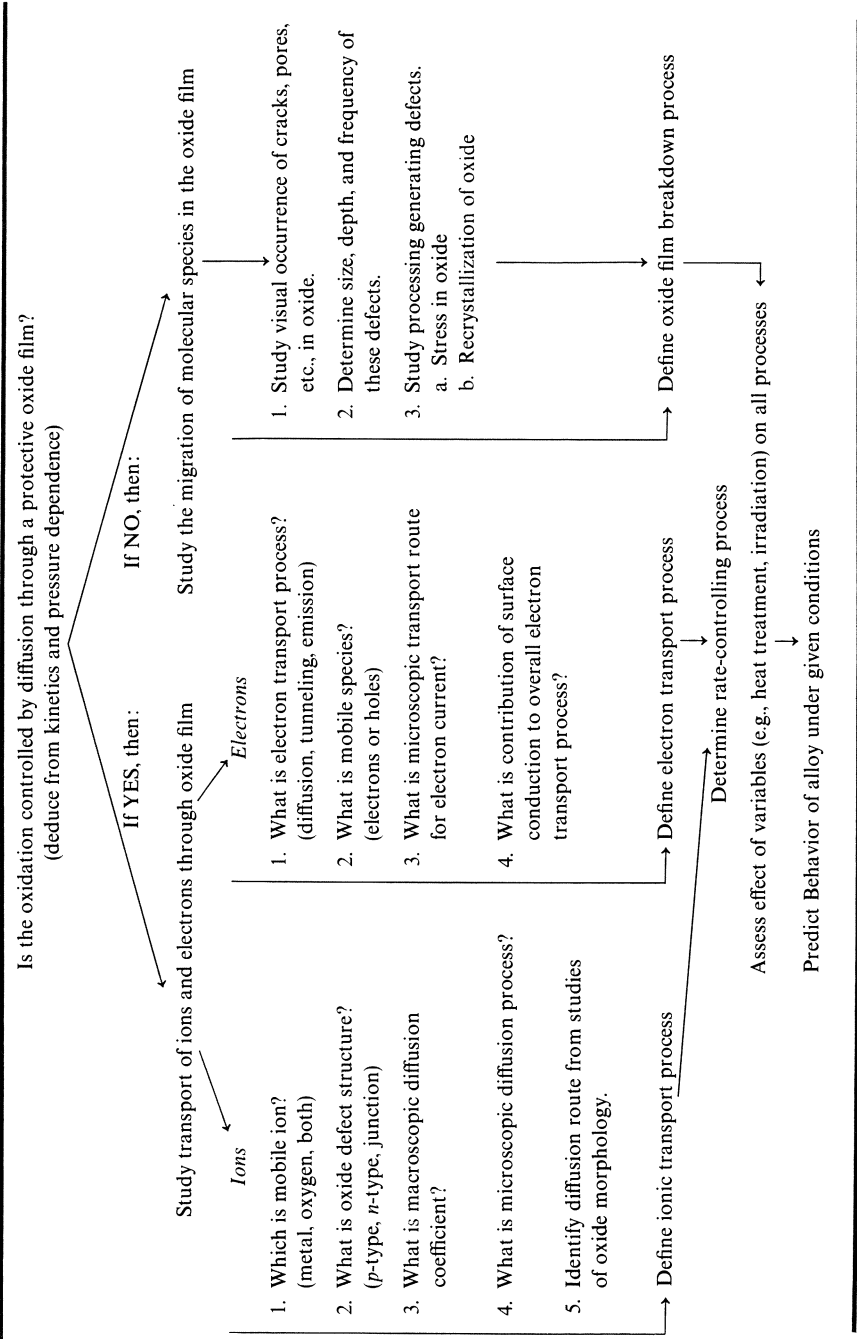 Is the oxidation controlled by diffusion through a protective oxide film?
(deduce from kinetics and pressure dependence)
If YES, then:
If NO, then:
Study transport of ions and electrons through oxide film
Study the migration of molecular species in the oxide film
Ions
1. Which is mobile ion?
(metal, oxygen, both)
2. What is oxide defect structure?
(p-type, n-type, junction)
3. What is macroscopic diffusion
coefficient?
4. What is microscopic diffusion process?
5. Identify diffusion route from studies
of oxide morphology.
Define ionic transport process
Electrons
1. What is electron transport process?
(diffusion, tunneling, emission)
2. What is mobile species?
(electrons or holes)
3. What is microscopic transport route
for electron current?
4. What is contribution of surface
conduction to overall electron
transport process?
Define electron transport process
1. Study visual occurrence of cracks, pores,
etc., in oxide.
2. Determine size, depth, and frequency of
these defects.
3. Study processing generating defects.
a. Stress in oxide
b. Recrystallization of oxide
Define oxide film breakdown process
Determine rate-controlling process
Assess effect of variables (e.g., heat treatment, irradiation) on all processes
Predict Behavior of alloy under given conditions